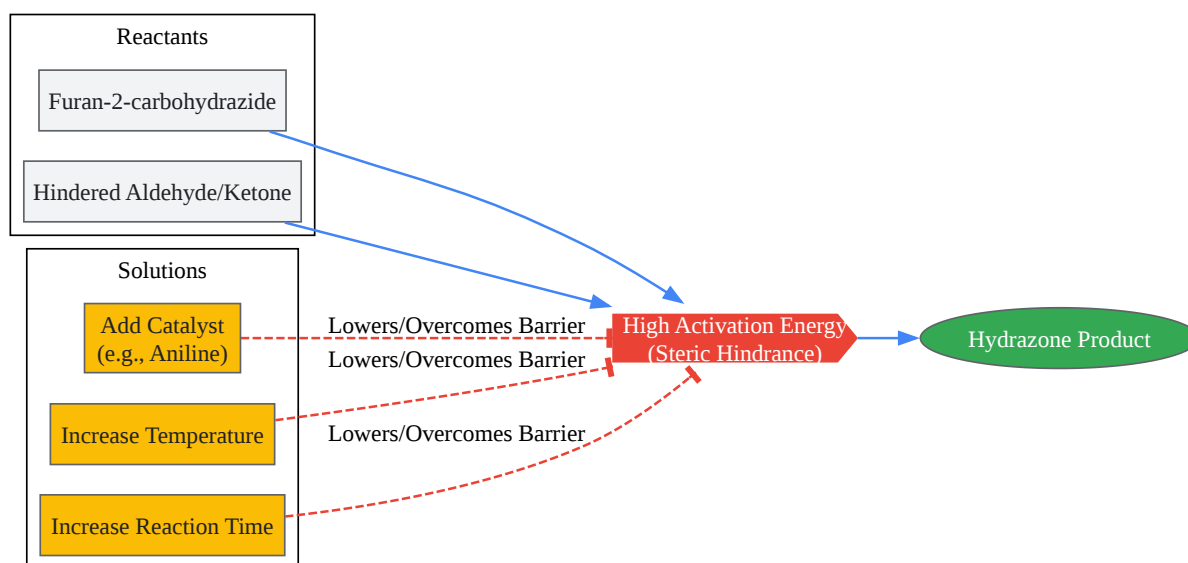 Reactants
Furan-2-carbohydrazide
Hindered Aldehyde/Ketone
Solutions
Add Catalyst
(e.g., Aniline)
Increase Temperature
Increase Reaction Time
Lowers/Overcomes Barrier
Lowers/Overcomes Barrier
Lowers/Overcomes Barrier
High Activation Energy
(Steric Hindrance)
Hydrazone Product